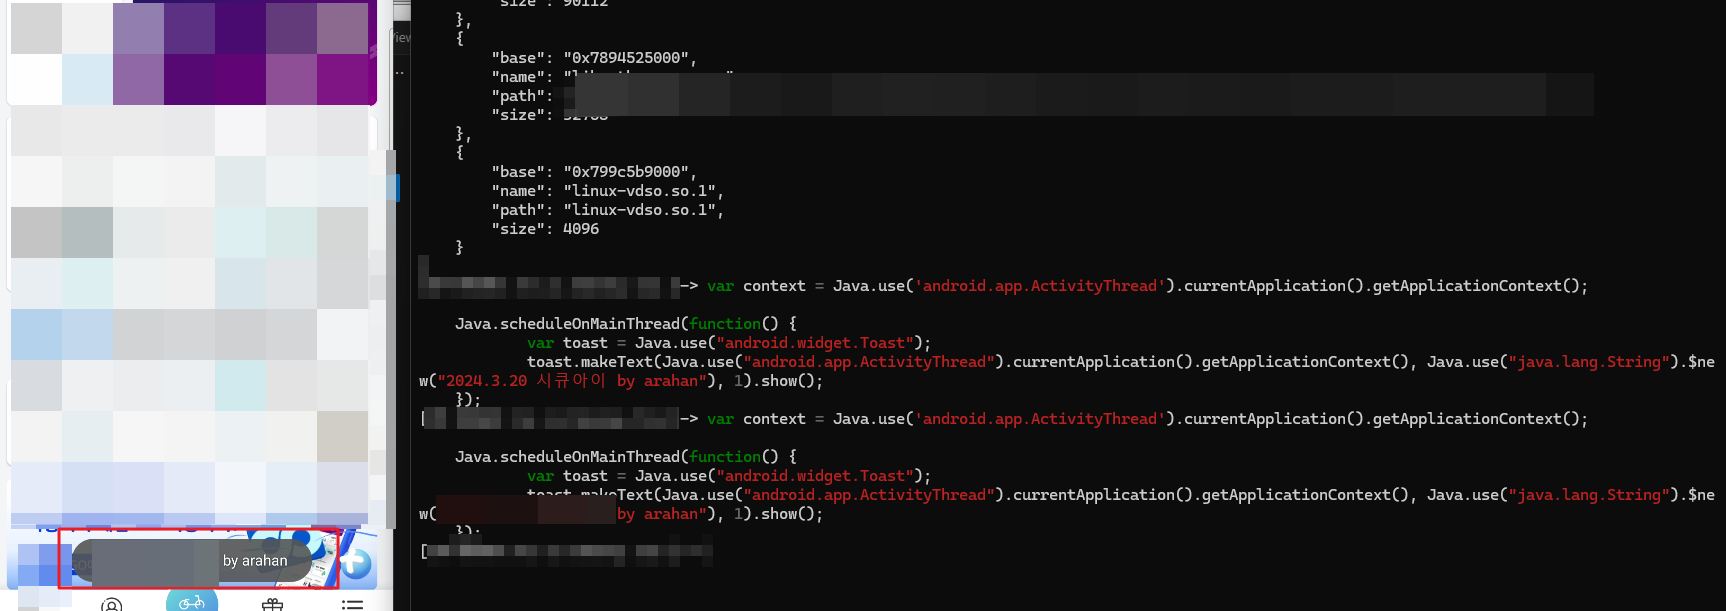 by arahan
},
{
"base": "0x7894525000",
"name":
"path":
"size":
},
{
"base": "0x799c5b9000",
"name": "linux-vdso.so.1",
"path": "linux-vdso.so.1",
"size": 4096
}
-> var context = Java.use('android.app.ActivityThread').currentApplication().getApplicationContext();
Java.scheduleOnMainThread(function() {
var toast = Java.use("android.widget.Toast");
toast.makeText(Java.use("android.app.ActivityThread").currentApplication().getApplicationContext(), Java.use("java.lang.String").$ne
w("2024.3.20 시큐아이 by arahan"), 1).show();
});
[ -> var context = Java.use('android.app.ActivityThread').currentApplication().getApplicationContext();
Java.scheduleOnMainThread(function() {
var toast = Java.use("android.widget.Toast");
toast.makeText(Java.use("android.app.ActivityThread").currentApplication().getApplicationContext(), Java.use("java.lang.String").$ne
w( by arahan"), 1).show();
});
[